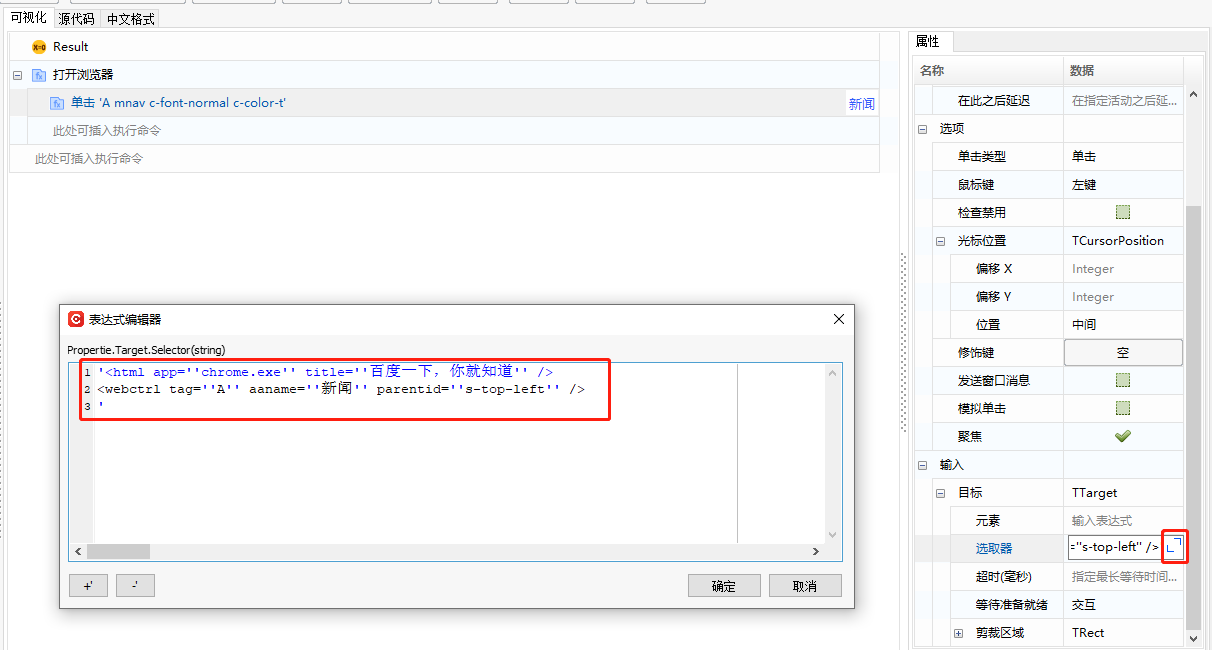 可视化 源代码 中文格式
Result
打开浏览器
单击 'A mnav c-font-normal c-color-t'
新闻
此处可插入执行命令
此处可插入执行命令
表达式编辑器
Propertie.Target.Selector(string)
1 '<html app=''chrome.exe'' title=''百度一下，你就知道'' />
2 <webctrl tag=''A'' aaname=''新闻'' parentid=''s-top-left'' />
3 '
+' -' 确定 取消
属性
名称 数据
在此之后延迟 在指定活动之后延...
选项
单击类型 单击
鼠标键 左键
检查禁用
光标位置 TCursorPosition
偏移 X Integer
偏移 Y Integer
位置 中间
修饰键 空
发送窗口消息
模拟单击
聚焦
输入
目标 TTarget
元素 输入表达式
选取器 =''s-top-left'' />
超时(毫秒) 指定最长等待时间...
等待准备就绪 交互
剪裁区域 TRect